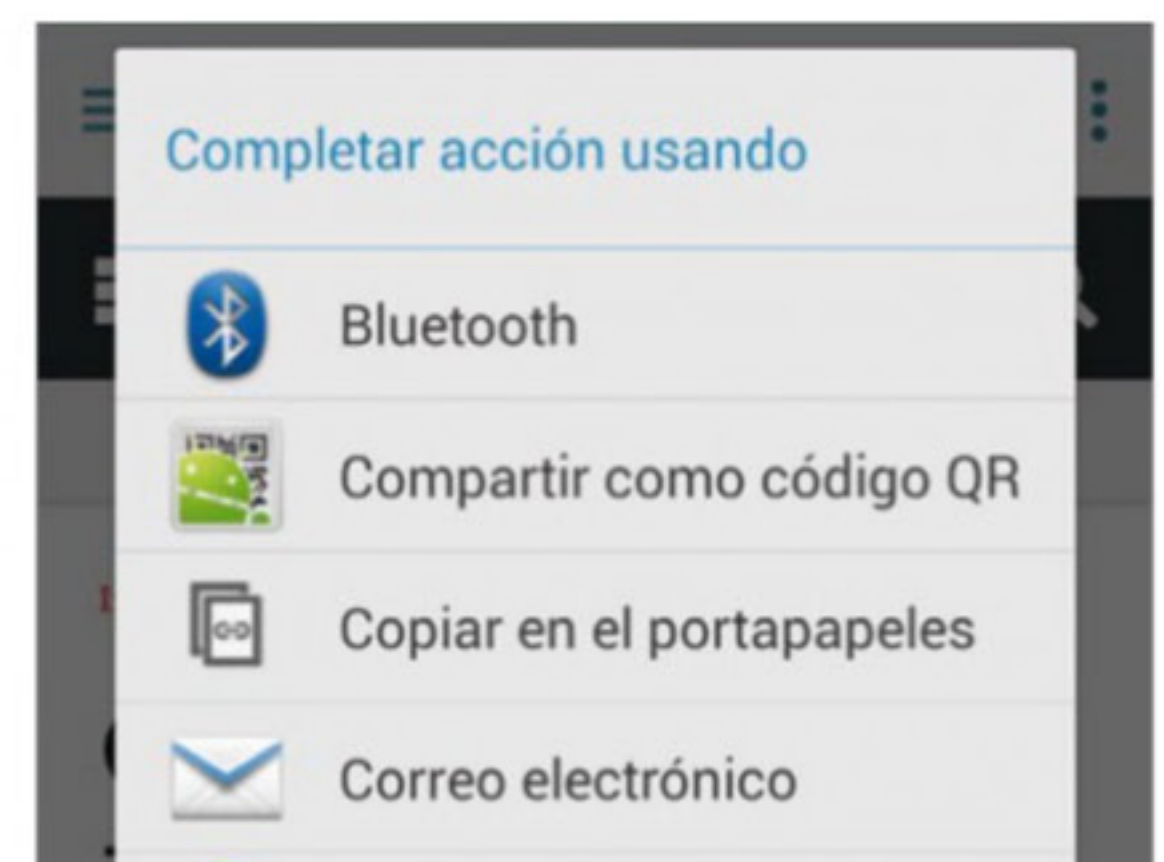 Completar acción usando
Bluetooth
Compartir como código QR
Copiar en el portapapeles
Correo electrónico